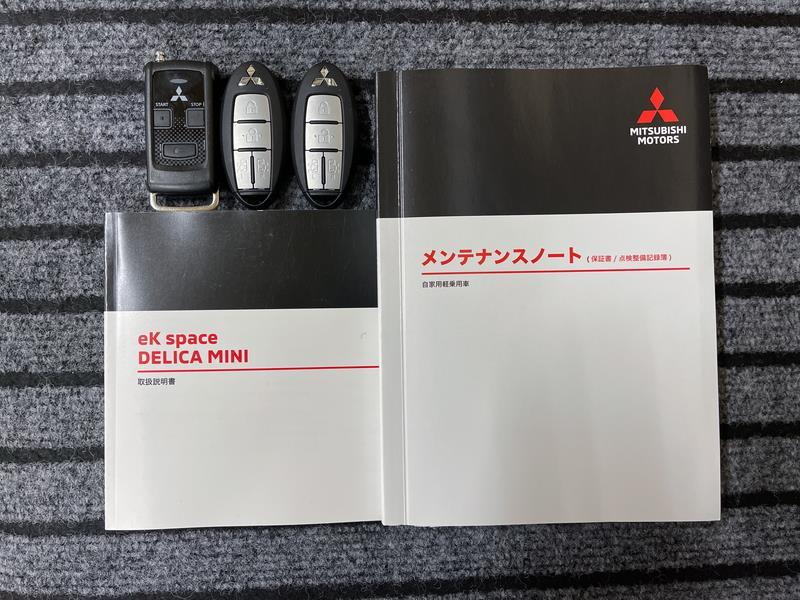 START STOP
MITSUBISHI
MOTORS
メンテナンスノート (保証書 / 点検整備記録簿)
自家用軽乗用車
eK space
DELICA MINI
取扱説明書